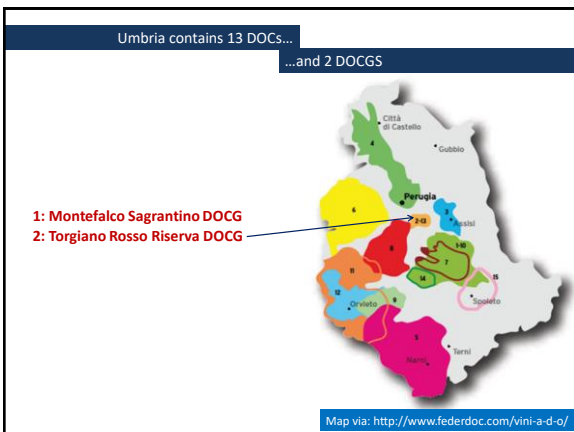 Umbria contains 13 DOCs…
…and 2 DOCGS
Città
di Castello
4
Gubbio
Perugia
6
2-13
3
Assisi
1: Montefalco Sagrantino DOCG
2: Torgiano Rosso Riserva DOCG
8
1-10
7
11
14
15
12
Orvieto
9
Spoleto
5
Narni
Terni
Map via: http://www.federdoc.com/vini-a-d-o/